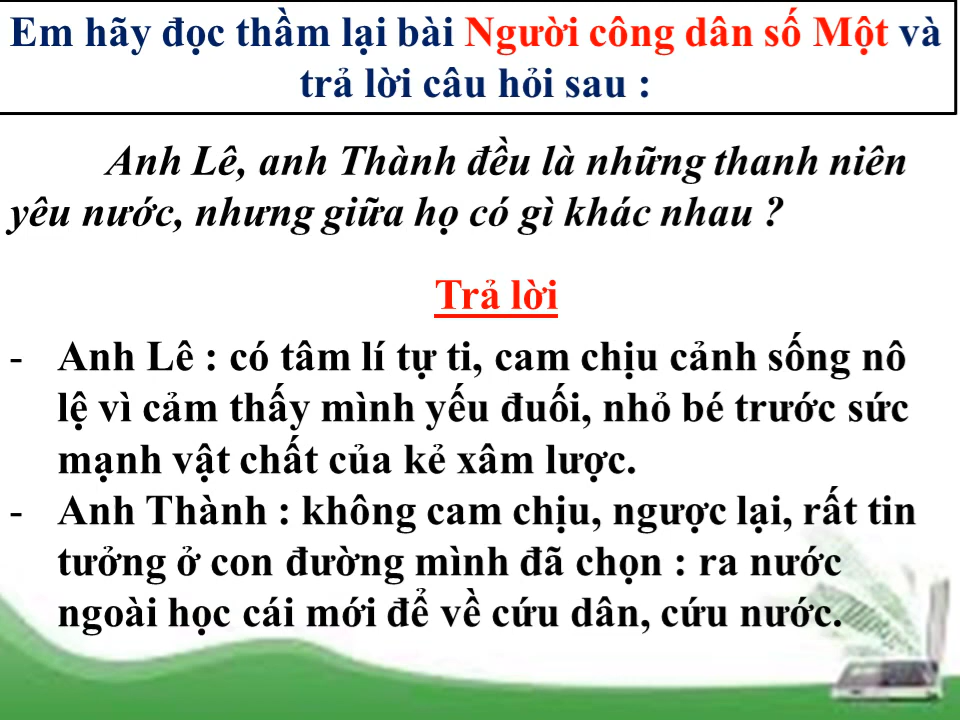 Em hãy đọc thầm lại bài Người công dân số Một và
trả lời câu hỏi sau :
Anh Lê, anh Thành đều là những thanh niên
yêu nước, nhưng giữa họ có gì khác nhau ?
Trả lời
- Anh Lê : có tâm lí tự ti, cam chịu cảnh sống nô
lệ vì cảm thấy mình yếu đuối, nhỏ bé trước sức
mạnh vật chất của kẻ xâm lược.
- Anh Thành : không cam chịu, ngược lại, rất tin
tưởng ở con đường mình đã chọn : ra nước
ngoài học cái mới để về cứu dân, cứu nước.